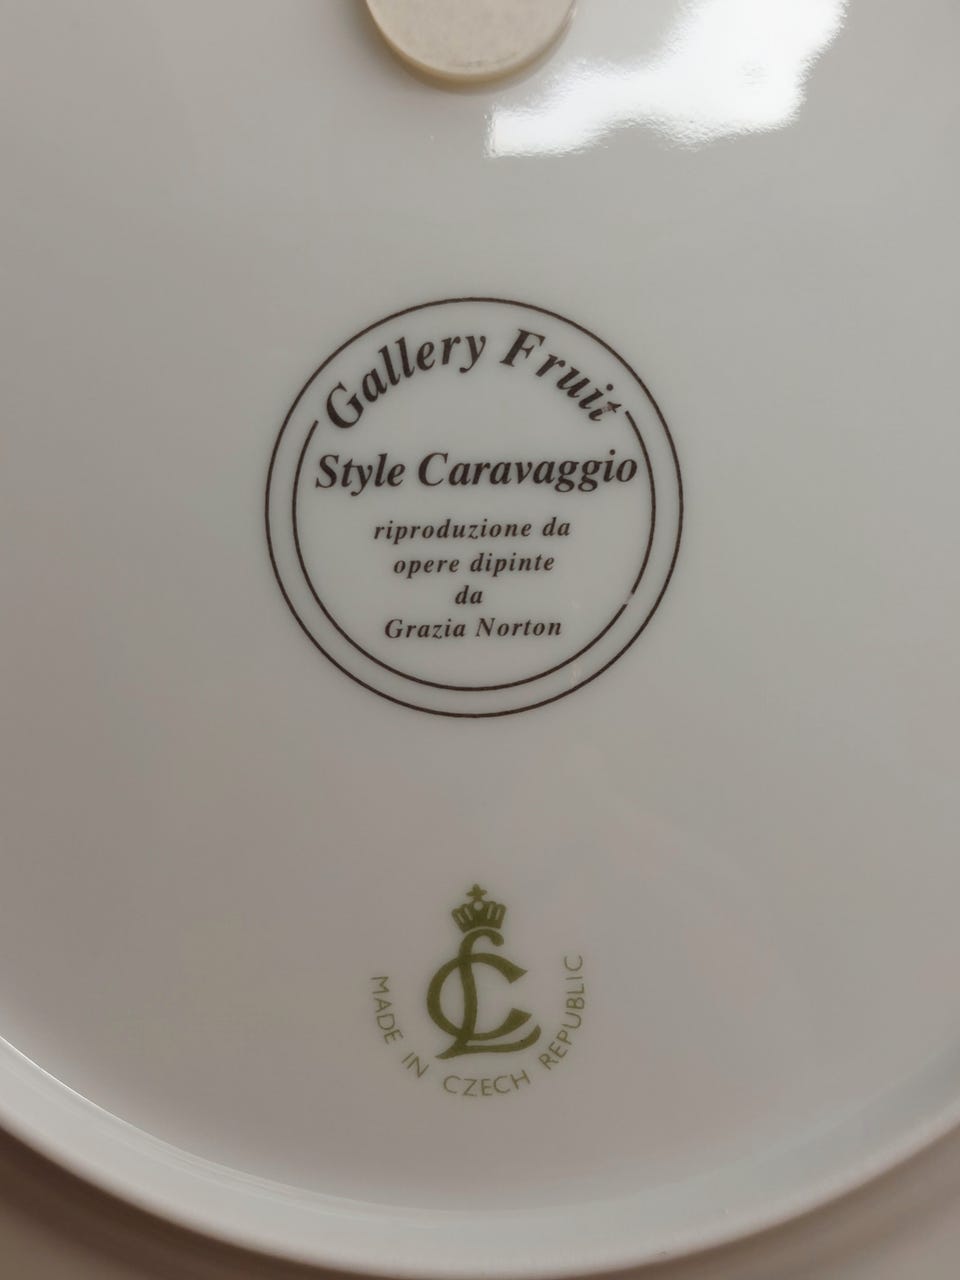 Gallery Fruit
Style Caravaggio
riproduzione da
opere dipinte
da
Grazia Norton
CL
MADE IN CZECH REPUBLIC